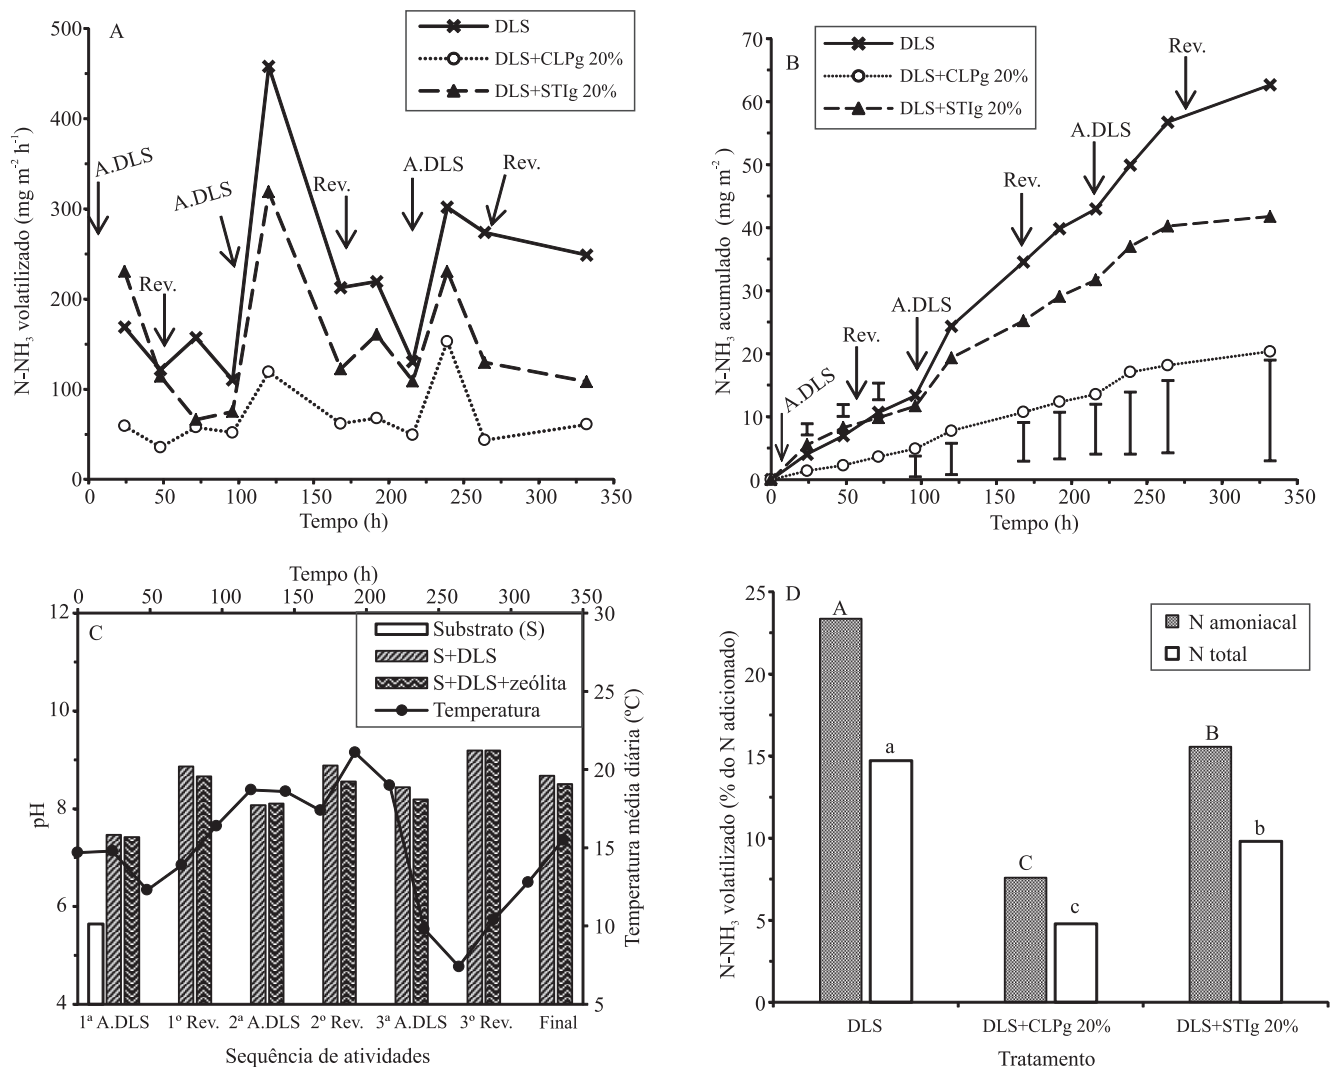 A
DLS
DLS+CLPg 20%
DLS+STIg 20%
500
400
300
200
100
0
N-NH3 volatilizado (mg m-2 h-1)
A.DLS
Rev.
A.DLS
Rev.
A.DLS
Rev.
0 50 100 150 200 250 300 350
Tempo (h)
B
DLS
DLS+CLPg 20%
DLS+STIg 20%
70
60
50
40
30
20
10
0
N-NH3 acumulado (mg m-2)
A.DLS
Rev.
A.DLS
Rev.
A.DLS
Rev.
0 50 100 150 200 250 300 350
Tempo (h)
Tempo (h)
0 50 100 150 200 250 300 350
C
Substrato (S)
S+DLS
S+DLS+zeólita
Temperatura
12
10
8
6
4
pH
30
25
20
15
10
5
Temperatura média diária (ºC)
1ª A.DLS 1º Rev. 2ª A.DLS 2º Rev. 3ª A.DLS 3º Rev. Final
Sequência de atividades
D
N amoniacal
N total
25
20
15
10
5
0
N-NH3 volatilizado (% do N adicionado)
A
a
C
c
B
b
DLS DLS+CLPg 20% DLS+STIg 20%
Tratamento